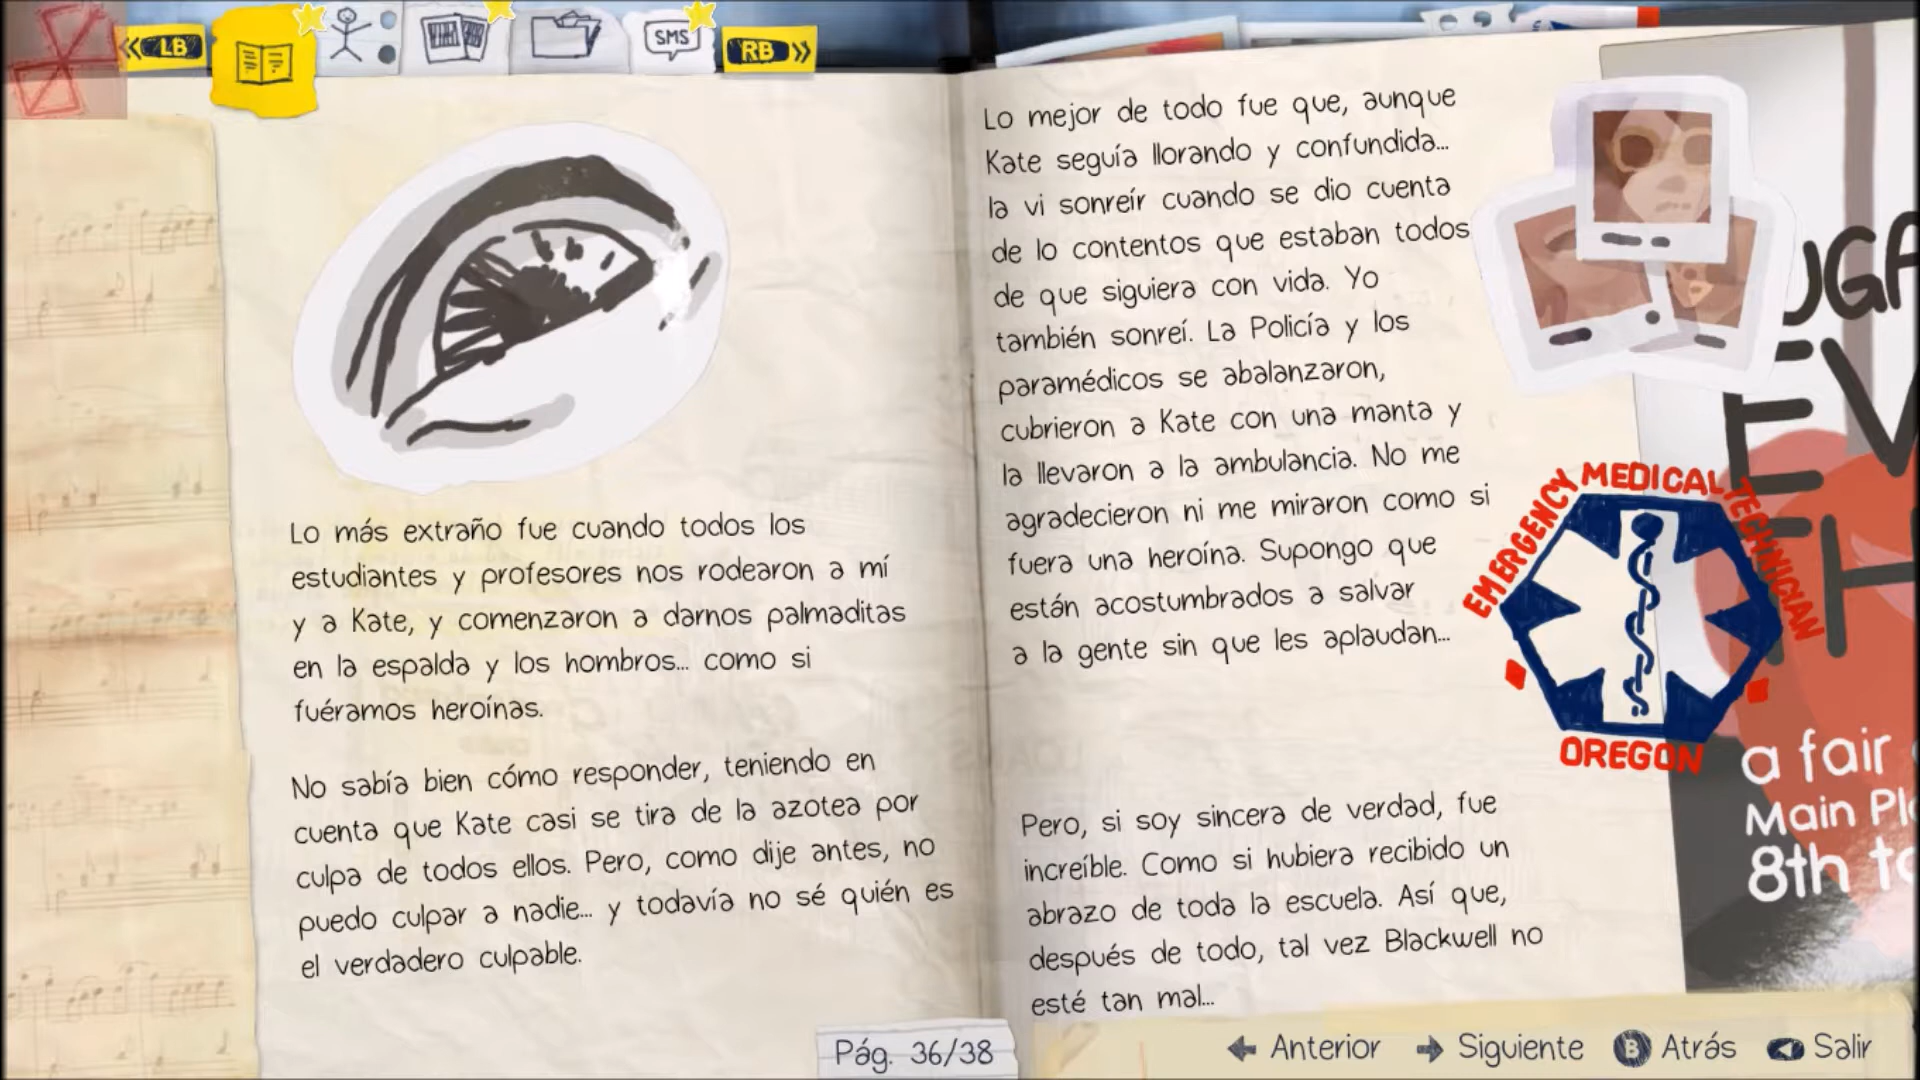 LB
SMS
RB
Lo más extraño fue cuando todos los
estudiantes y profesores nos rodearon a mí
y a Kate, y comenzaron a darnos palmaditas
en la espalda y los hombros... como si
fuéramos heroínas.
No sabía bien cómo responder, teniendo en
cuenta que Kate casi se tira de la azotea por
culpa de todos ellos. Pero, como dije antes, no
puedo culpar a nadie... y todavía no sé quién es
el verdadero culpable.
Lo mejor de todo fue que, aunque
Kate seguía llorando y confundida...
la vi sonreír cuando se dio cuenta
de lo contentos que estaban todos
de que siguiera con vida. Yo
también sonreí. La Policía y los
paramédicos se abalanzaron,
cubrieron a Kate con una manta y
la llevaron a la ambulancia. No me
agradecieron ni me miraron como si
fuera una heroína. Supongo que
están acostumbrados a salvar
a la gente sin que les aplaudan...
Pero, si soy sincera de verdad, fue
increíble. Como si hubiera recibido un
abrazo de toda la escuela. Así que,
después de todo, tal vez Blackwell no
esté tan mal...
EMERGENCY MEDICAL TECHNICIAN
OREGON
a fair
Main
8th
Pág. 36/38
Anterior
Siguiente
B Atrás
Salir